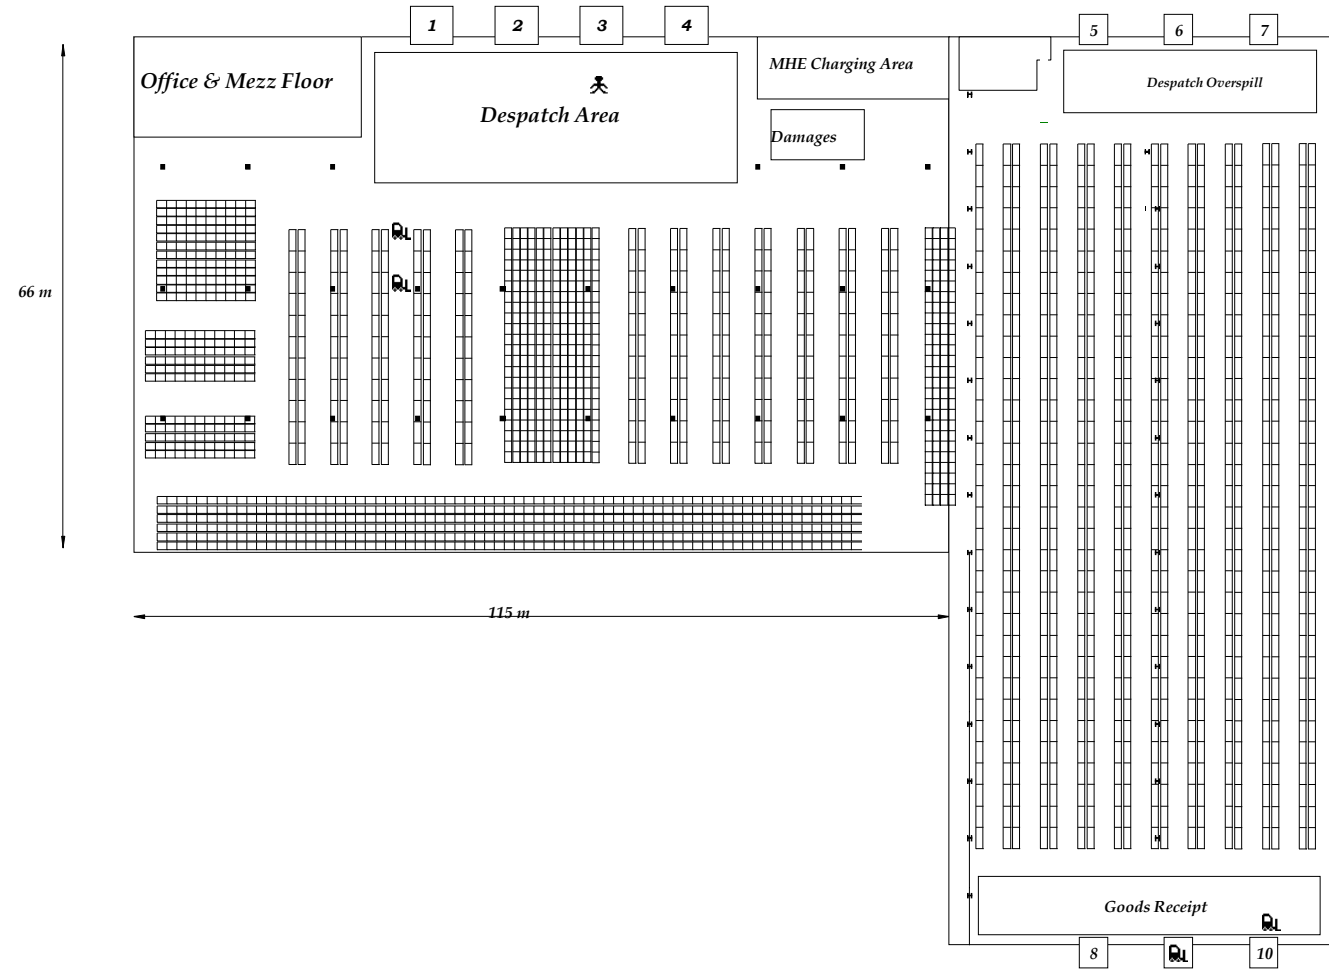 1
2
3
4
5
6
7
Office & Mezz Floor
MHE Charging Area
Despatch Overspill
Despatch Area
Damages
66 m
115 m
Goods Receipt
8
10